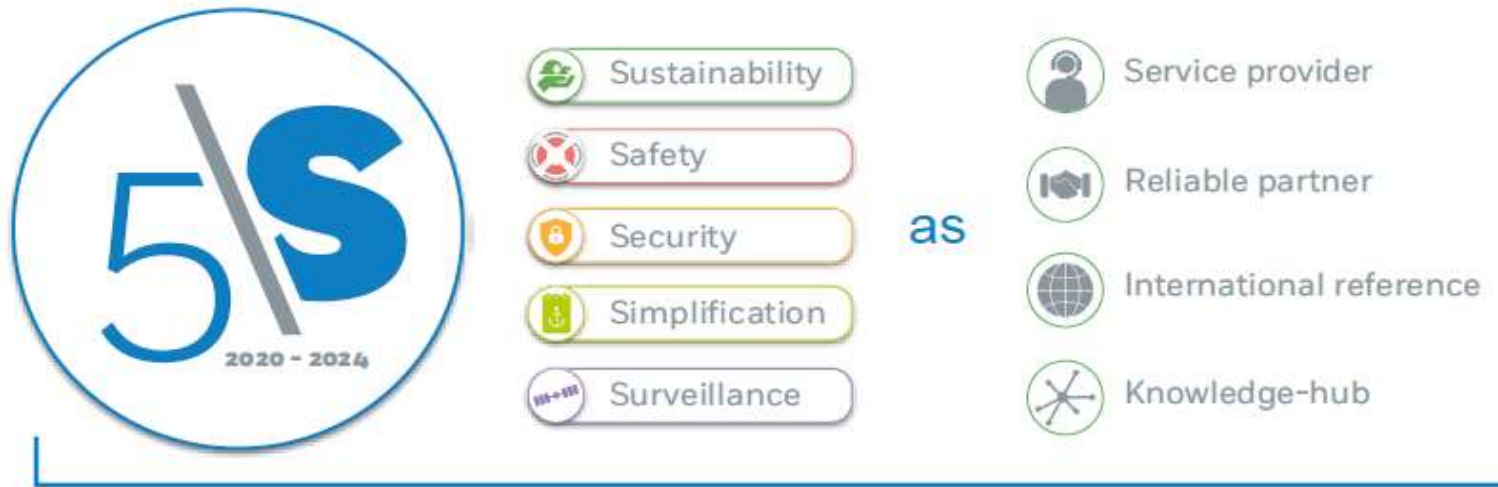 5\S
2020 - 2024
Sustainability
Safety
Security
Simplification
Surveillance
as
Service provider
Reliable partner
International reference
Knowledge-hub